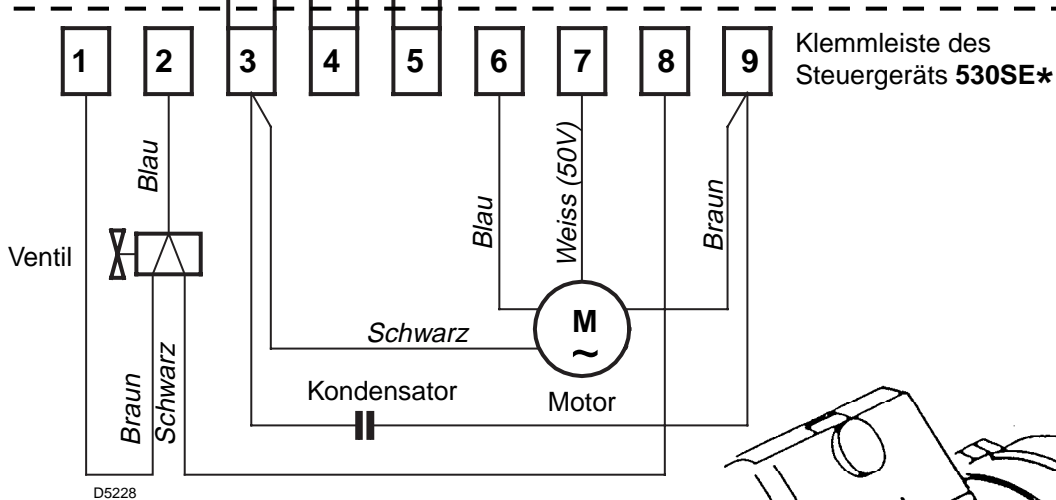 1 2 3 4 5 6 7 8 9
Klemmleiste des
Steuergeräts 530SE*
Blau
Blau
Weiss (50V)
Braun
Ventil
M
~
Schwarz
Braun
Schwarz
Kondensator
Motor
D5228